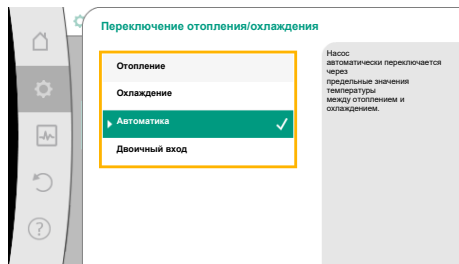 Переключение отопления/охлаждения
Отопление
Охлаждение
Автоматика
Двоичный вход
Насос
автоматически переключается
через
предельные значения
температуры
между отоплением и
охлаждением.